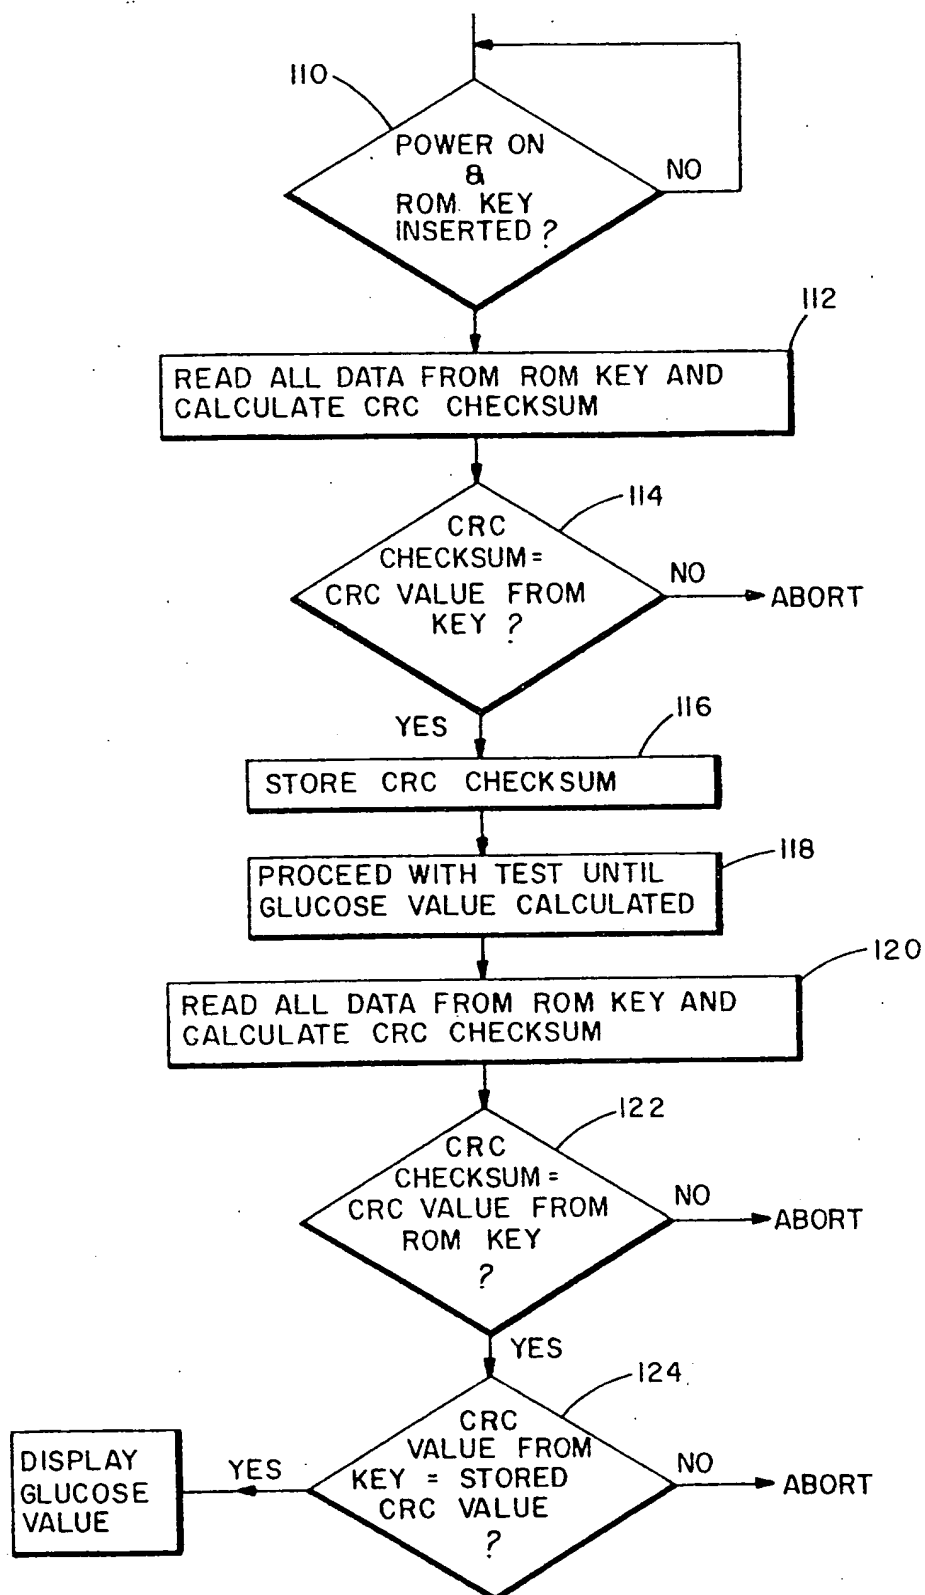 110
POWER ON
&
ROM KEY
INSERTED ?
NO
112
READ ALL DATA FROM ROM KEY AND
CALCULATE CRC CHECKSUM
114
CRC
CHECKSUM =
CRC VALUE FROM
KEY ?
NO
ABORT
YES
116
STORE CRC CHECKSUM
118
PROCEED WITH TEST UNTIL
GLUCOSE VALUE CALCULATED
120
READ ALL DATA FROM ROM KEY AND
CALCULATE CRC CHECKSUM
122
CRC
CHECKSUM =
CRC VALUE FROM
ROM KEY
?
NO
ABORT
YES
124
CRC
VALUE FROM
KEY = STORED
CRC VALUE
?
NO
ABORT
YES
DISPLAY
GLUCOSE
VALUE